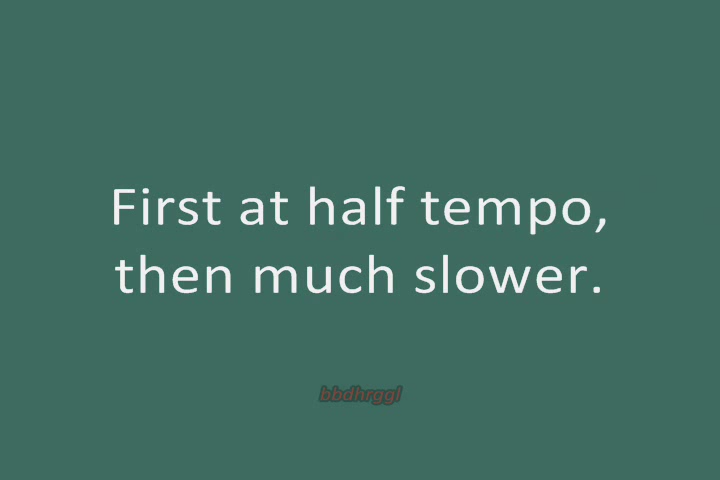 First at half tempo,
then much slower.
bbdhrggl